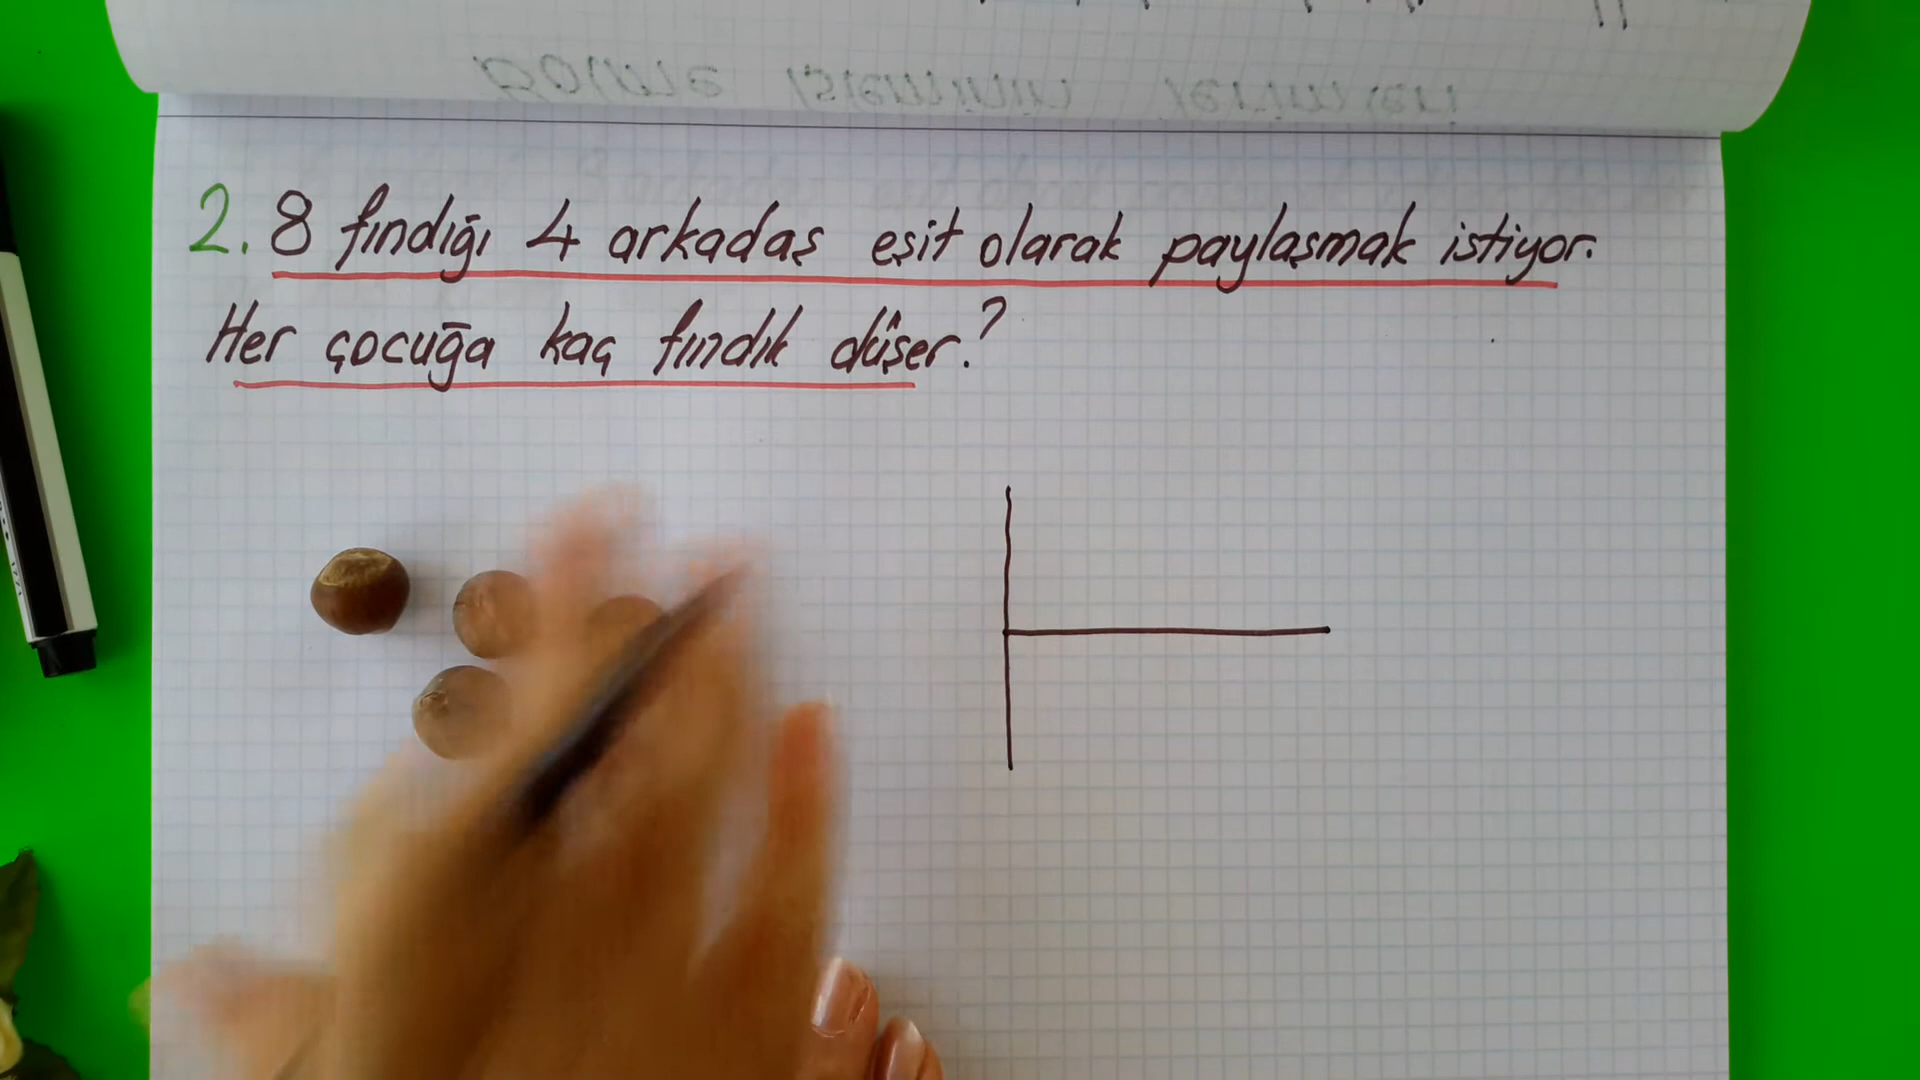 2. 8 fındığı 4 arkadaş eşit olarak paylaşmak istiyor.
Her çocuğa kaç fındık düşer.?